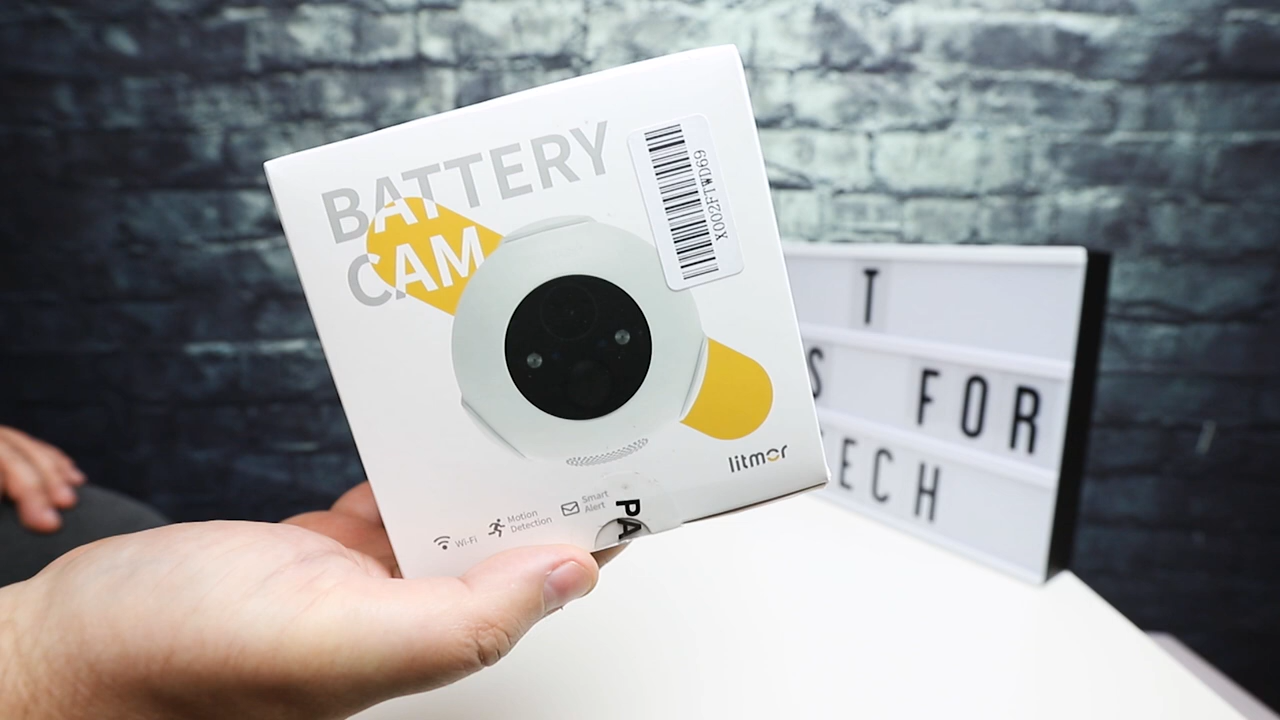 BATTERY
CAM
X002FTWD69
litmor
Wi-Fi
Motion
Detection
Smart
Alert
PA
T
S FOR
ECH